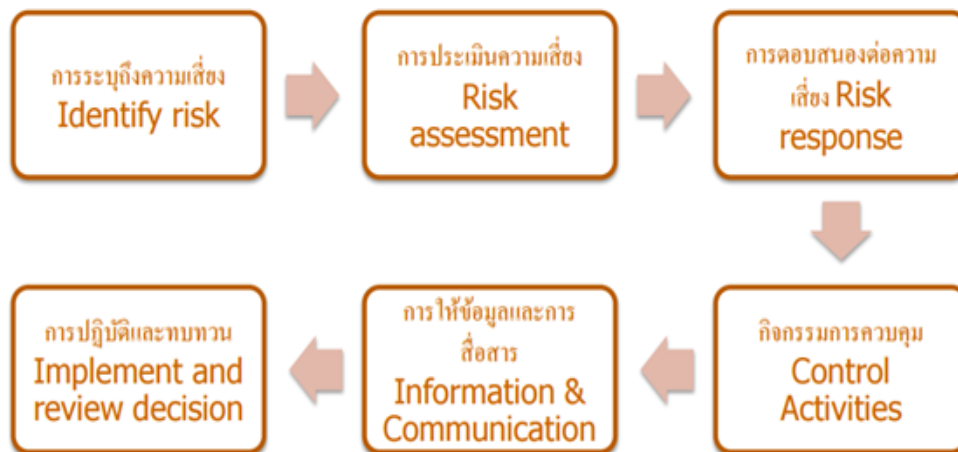 การระบุถึงความเสี่ยง
Identify risk
การประเมินความเสี่ยง
Risk
assessment
การตอบสนองต่อความ
เสี่ยง Risk
response
กิจกรรมการควบคุม
Control
Activities
การให้ข้อมูลและการ
สื่อสาร
Information &
Communication
การปฎิบัติและทบทวน
Implement and
review decision